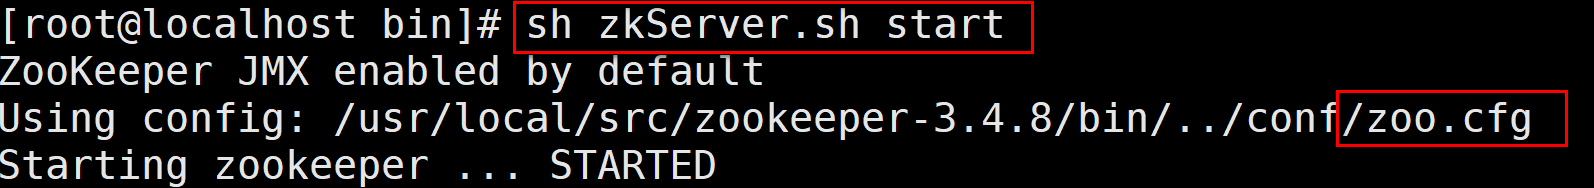 [root@localhost bin]# sh zkServer.sh start
ZooKeeper JMX enabled by default
Using config: /usr/local/src/zookeeper-3.4.8/bin/../conf/zoo.cfg
Starting zookeeper ... STARTED